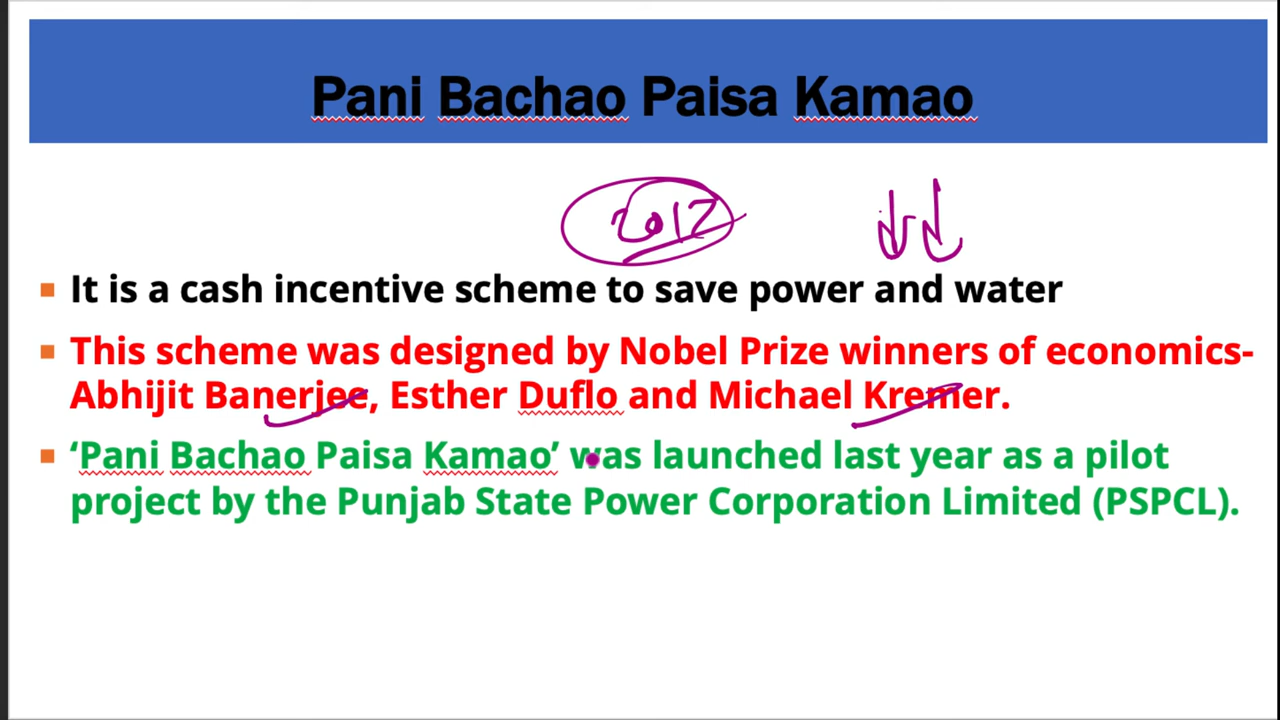 Pani Bachao Paisa Kamao
2017
It is a cash incentive scheme to save power and water
This scheme was designed by Nobel Prize winners of economics-
Abhijit Banerjee, Esther Duflo and Michael Kremer.
‘Pani Bachao Paisa Kamao’ was launched last year as a pilot
project by the Punjab State Power Corporation Limited (PSPCL).